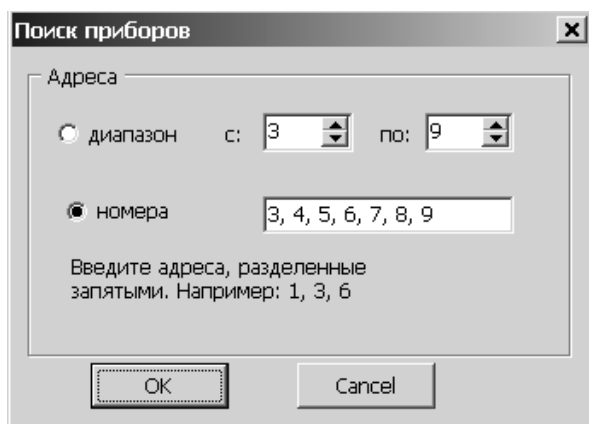 Поиск приборов
Адреса
диапазон с: 3 по: 9
номера 3, 4, 5, 6, 7, 8, 9
Введите адреса, разделенные
запятыми. Например: 1, 3, 6
OK Cancel